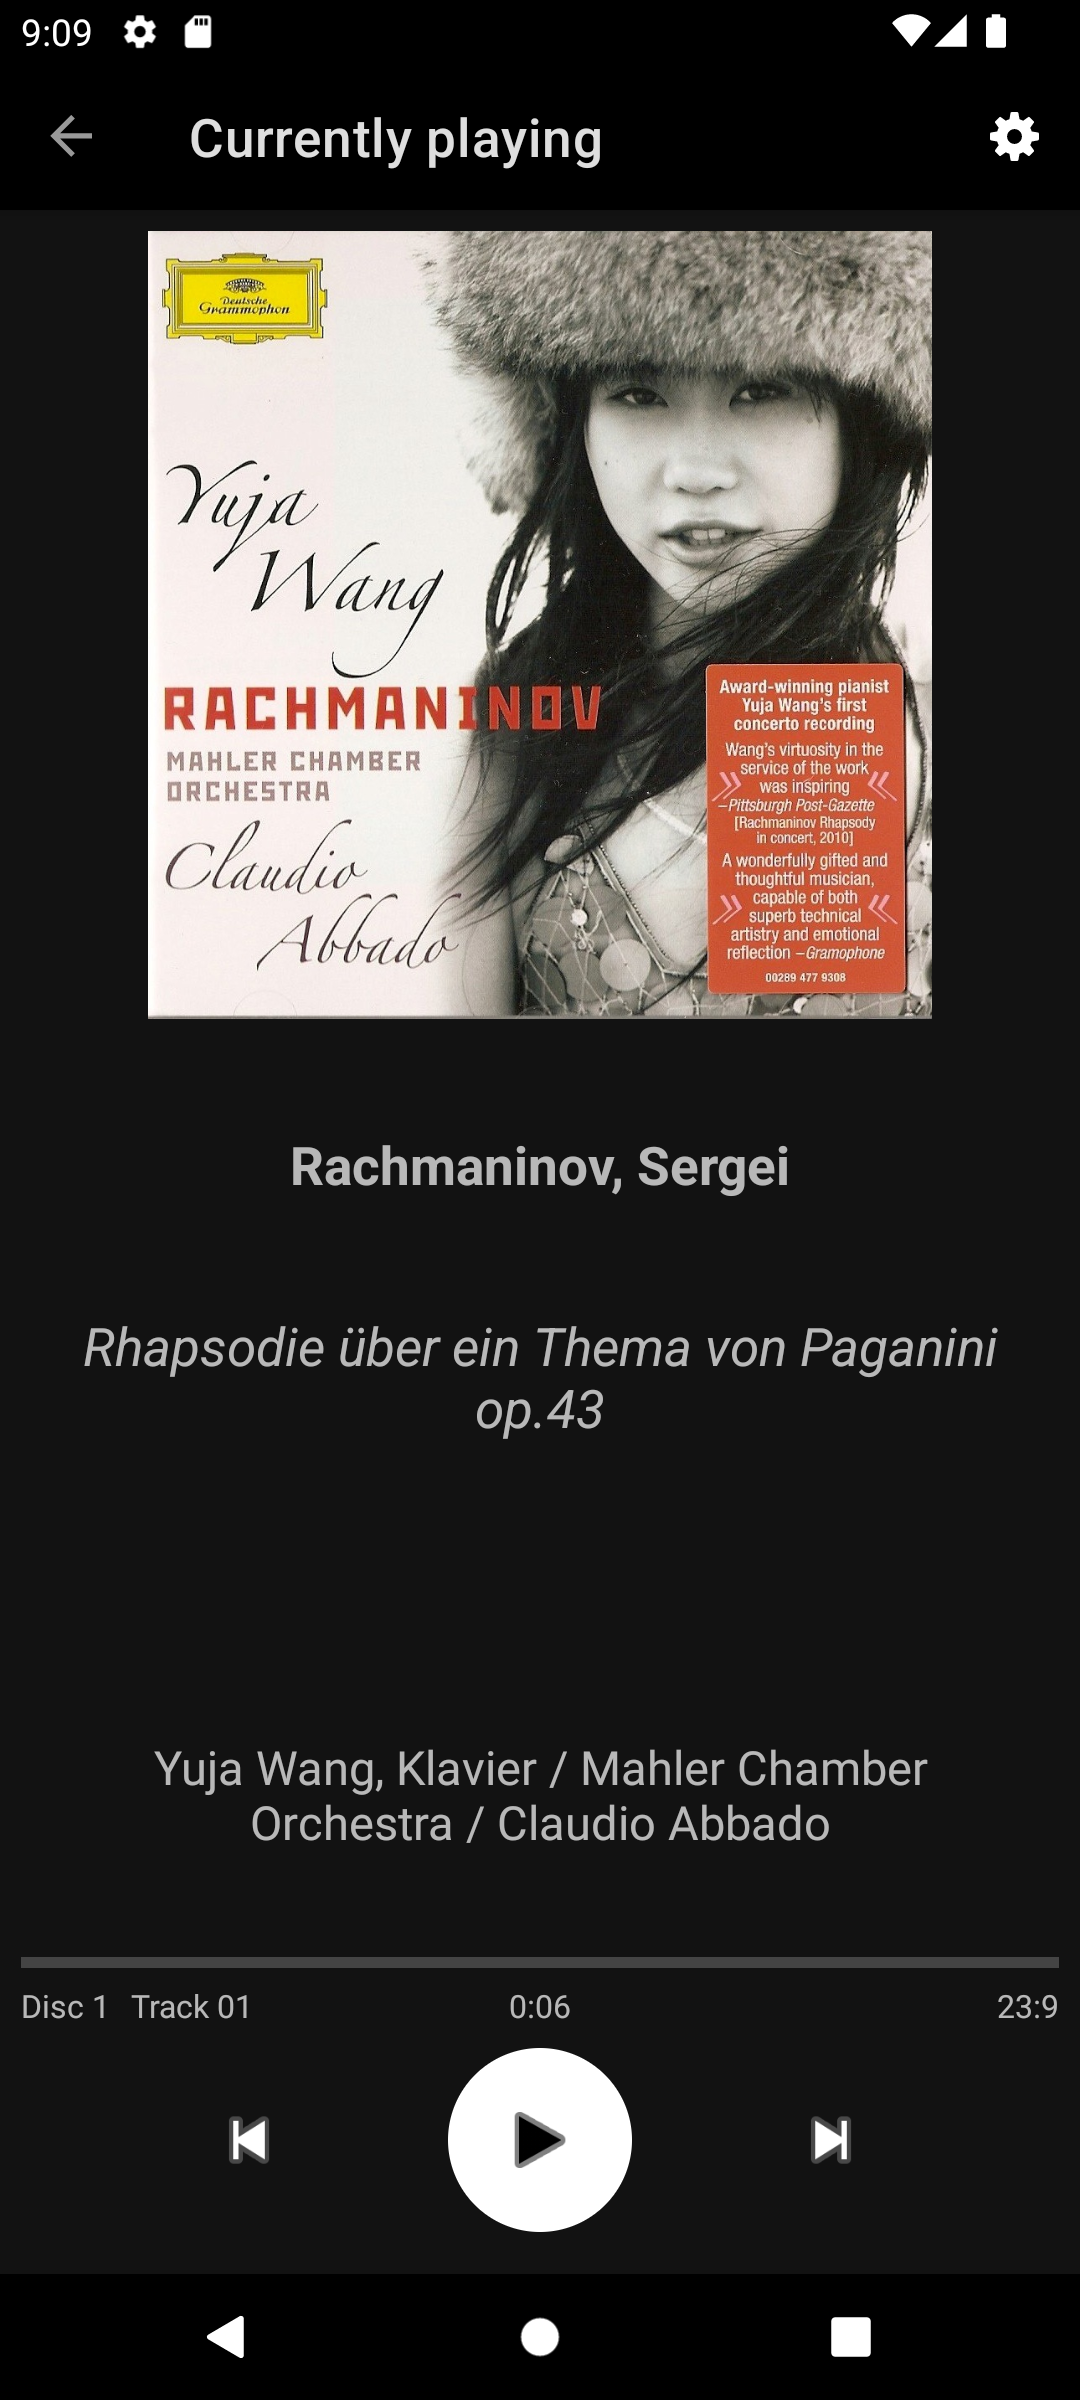 9:09
Currently playing
Deutsche
Grammophon
Yuja
Wang
RACHMANINOV
MAHLER CHAMBER
ORCHESTRA
Claudio
Abbado
Award-winning pianist
Yuja Wang's first
concerto recording
Wang's virtuosity in the
service of the work
was inspiring
–Pittsburgh Post-Gazette
[Rachmaninov Rhapsody
in concert, 2010]
A wonderfully gifted and
thoughtful musician,
capable of both
superb technical
artistry and emotional
reflection –Gramophone
00289 477 9308
Rachmaninov, Sergei
Rhapsodie über ein Thema von Paganini
op.43
Yuja Wang, Klavier / Mahler Chamber
Orchestra / Claudio Abbado
Disc 1 Track 01 0:06 23:9